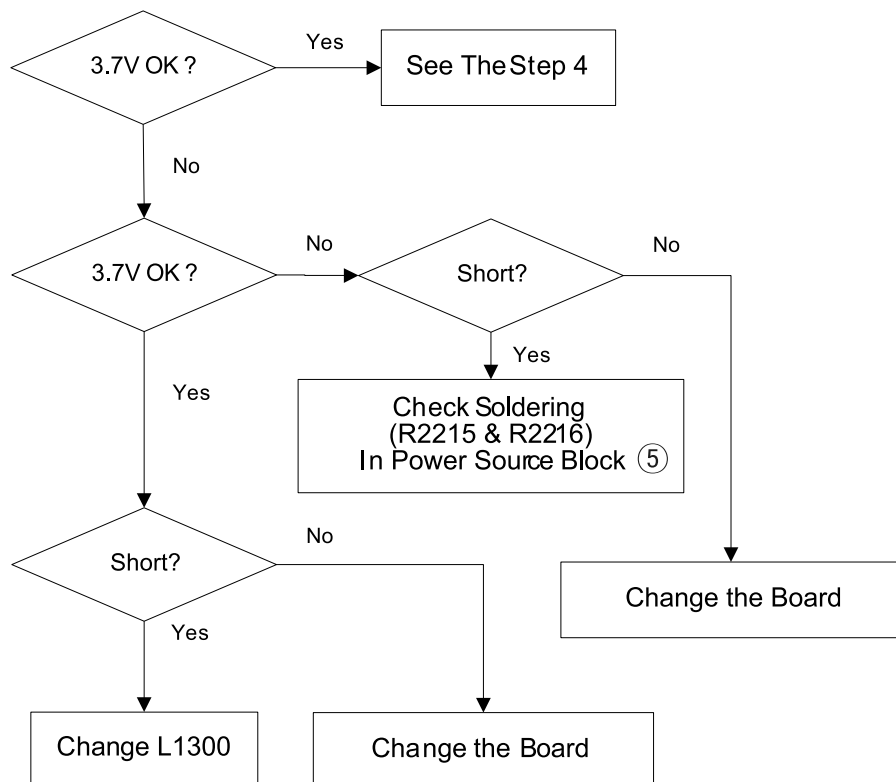 3.7V OK ?
Yes
See The Step 4
No
3.7V OK ?
No
Short?
No
Yes
Yes
Check Soldering
(R2215 & R2216)
In Power Source Block ⑤
Short?
No
Change the Board
Yes
Change L1300
Change the Board